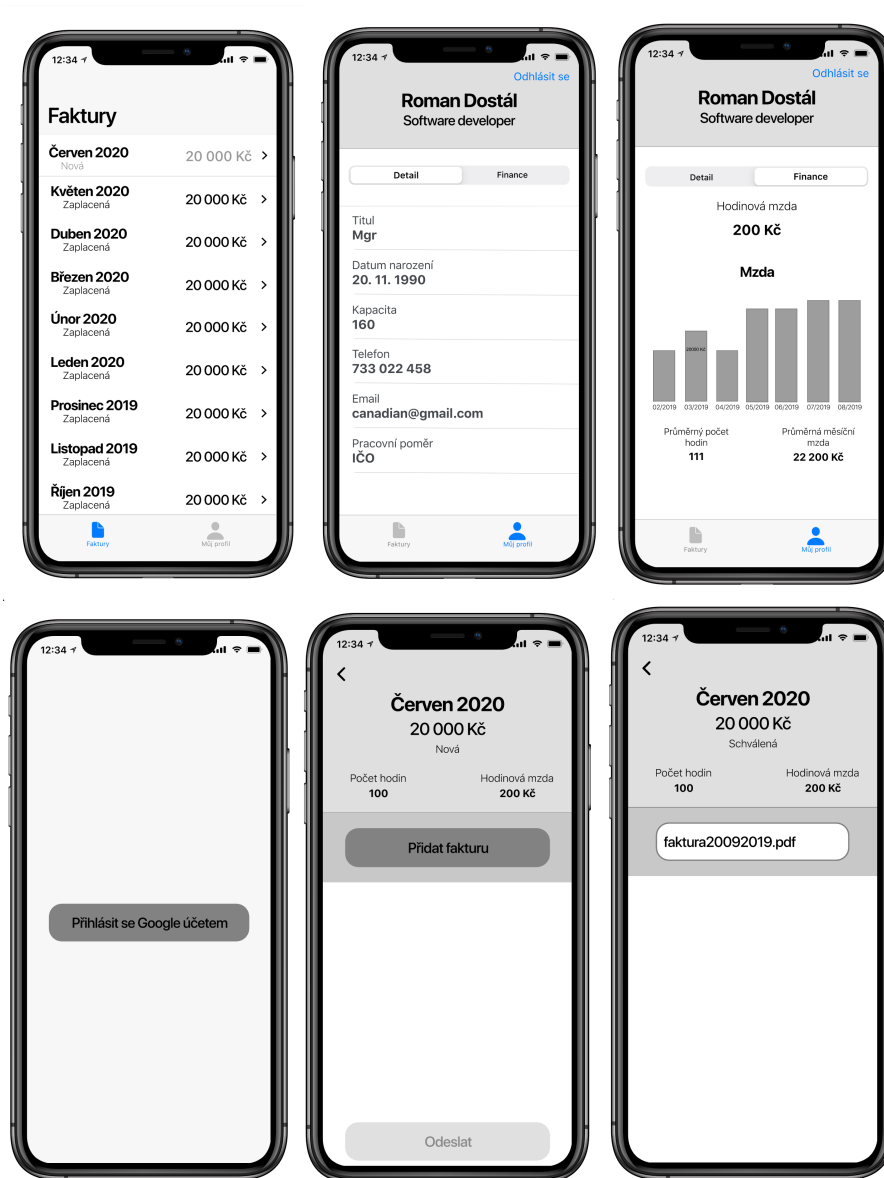 12:34
Faktury
Červen 2020
Nová
20 000 Kč
Květen 2020
Zaplacená
20 000 Kč
Duben 2020
Zaplacená
20 000 Kč
Březen 2020
Zaplacená
20 000 Kč
Únor 2020
Zaplacená
20 000 Kč
Leden 2020
Zaplacená
20 000 Kč
Prosinec 2019
Zaplacená
20 000 Kč
Listopad 2019
Zaplacená
20 000 Kč
Říjen 2019
Zaplacená
20 000 Kč
Faktury
Můj profil
12:34
Odhlásit se
Roman Dostál
Software developer
Detail
Finance
Titul
Mgr
Datum narození
20. 11. 1990
Kapacita
160
Telefon
733 022 458
Email
canadian@gmail.com
Pracovní poměr
IČO
Faktury
Můj profil
12:34
Odhlásit se
Roman Dostál
Software developer
Detail
Finance
Hodinová mzda
200 Kč
Mzda
20000 Kč
02/2019 03/2019 04/2019 05/2019 06/2019 07/2019 08/2019
Průměrný počet
hodin
111
Průměrná měsíční
mzda
22 200 Kč
Faktury
Můj profil
12:34
Přihlásit se Google účetem
12:34
Červen 2020
20 000 Kč
Nová
Počet hodin
100
Hodinová mzda
200 Kč
Přidat fakturu
Odeslat
12:34
Červen 2020
20 000 Kč
Schválená
Počet hodin
100
Hodinová mzda
200 Kč
faktura20092019.pdf